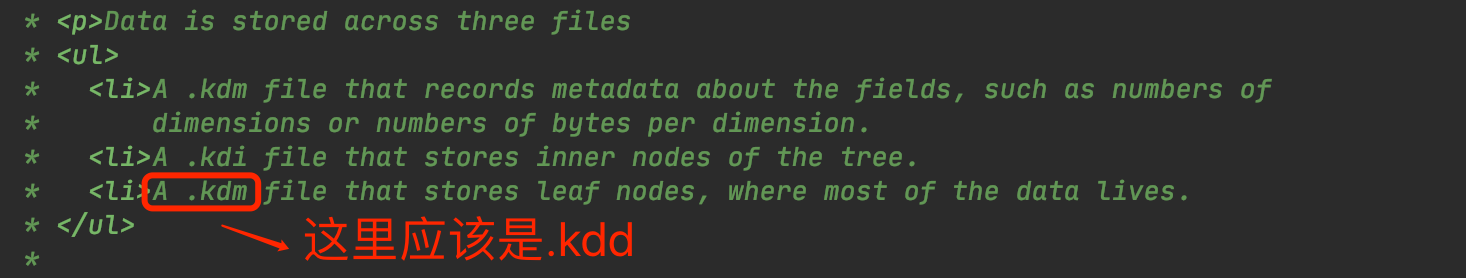 * <p>Data is stored across three files
* <ul>
*   <li>A .kdm file that records metadata about the fields, such as numbers of
*       dimensions or numbers of bytes per dimension.
*   <li>A .kdi file that stores inner nodes of the tree.
*   <li>A .kdm file that stores leaf nodes, where most of the data lives.
* </ul>
这里应该是.kdd
*